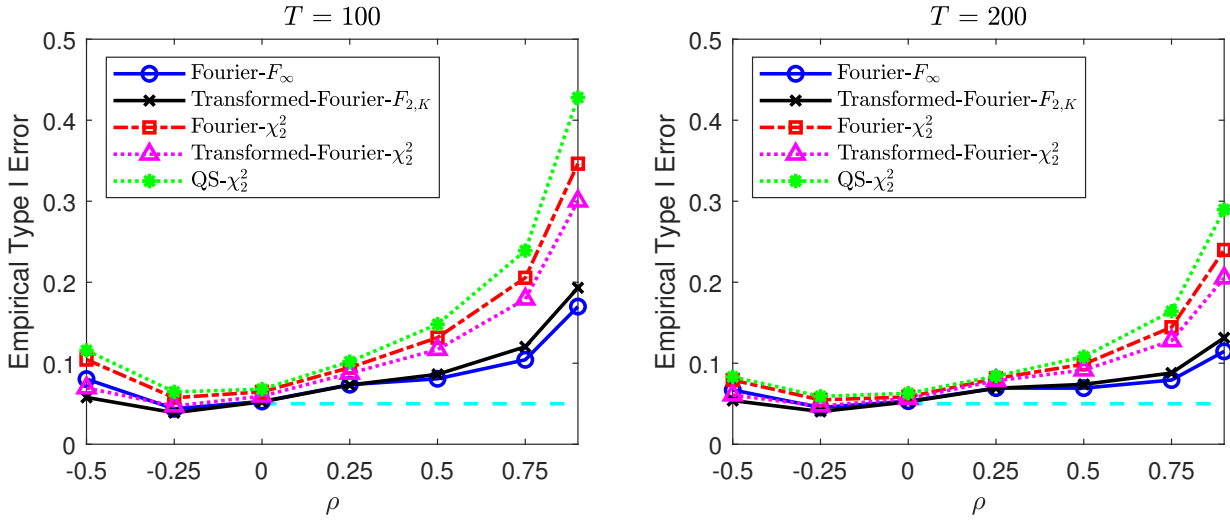 T = 100
Empirical Type I Error
0.5
0.4
0.3
0.2
0.1
0
Fourier-F∞
Transformed-Fourier-F2,K
Fourier-χ²₂
Transformed-Fourier-χ²₂
QS-χ²₂
-0.5 -0.25 0 0.25 0.5 0.75
ρ
T = 200
Empirical Type I Error
0.5
0.4
0.3
0.2
0.1
0
Fourier-F∞
Transformed-Fourier-F2,K
Fourier-χ²₂
Transformed-Fourier-χ²₂
QS-χ²₂
-0.5 -0.25 0 0.25 0.5 0.75
ρ